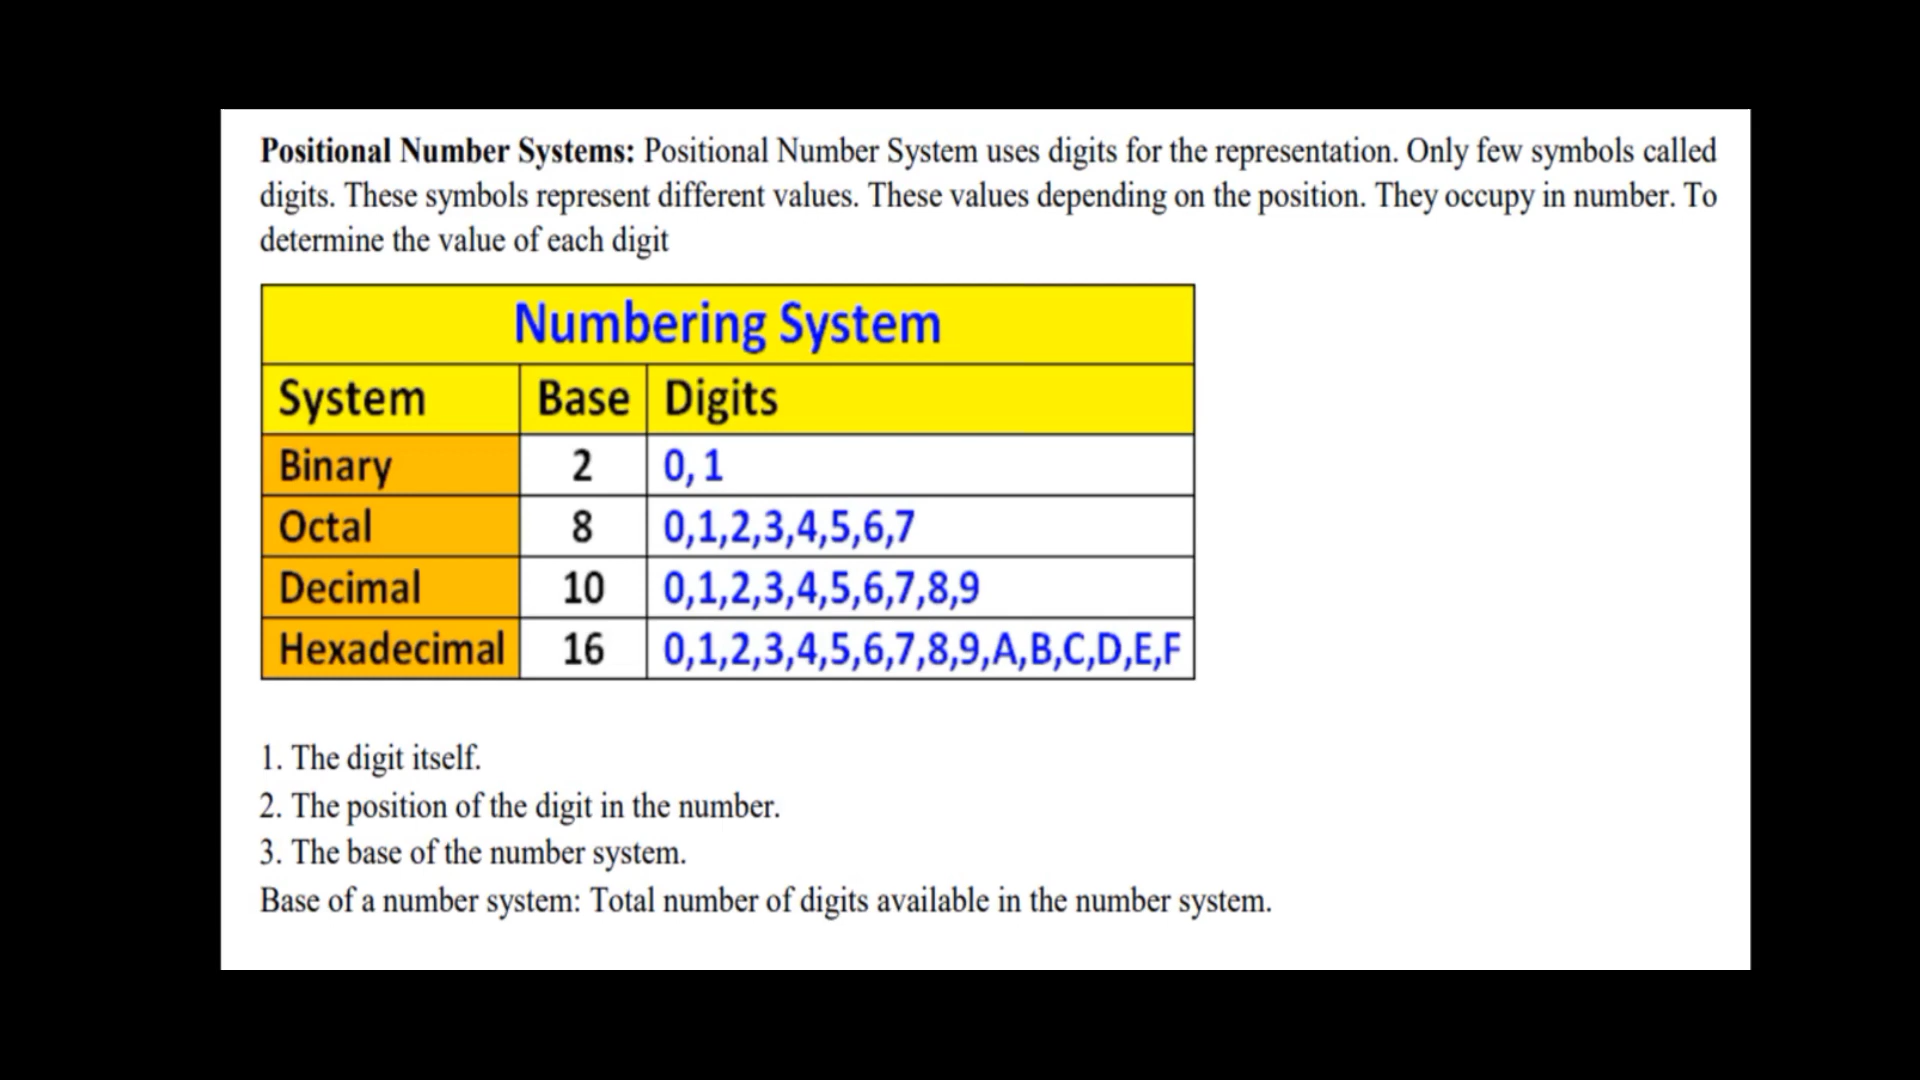 Positional Number Systems: Positional Number System uses digits for the representation. Only few symbols called
digits. These symbols represent different values. These values depending on the position. They occupy in number. To
determine the value of each digit
Numbering System
System Base Digits
Binary 2 0, 1
Octal 8 0,1,2,3,4,5,6,7
Decimal 10 0,1,2,3,4,5,6,7,8,9
Hexadecimal 16 0,1,2,3,4,5,6,7,8,9,A,B,C,D,E,F
1. The digit itself.
2. The position of the digit in the number.
3. The base of the number system.
Base of a number system: Total number of digits available in the number system.